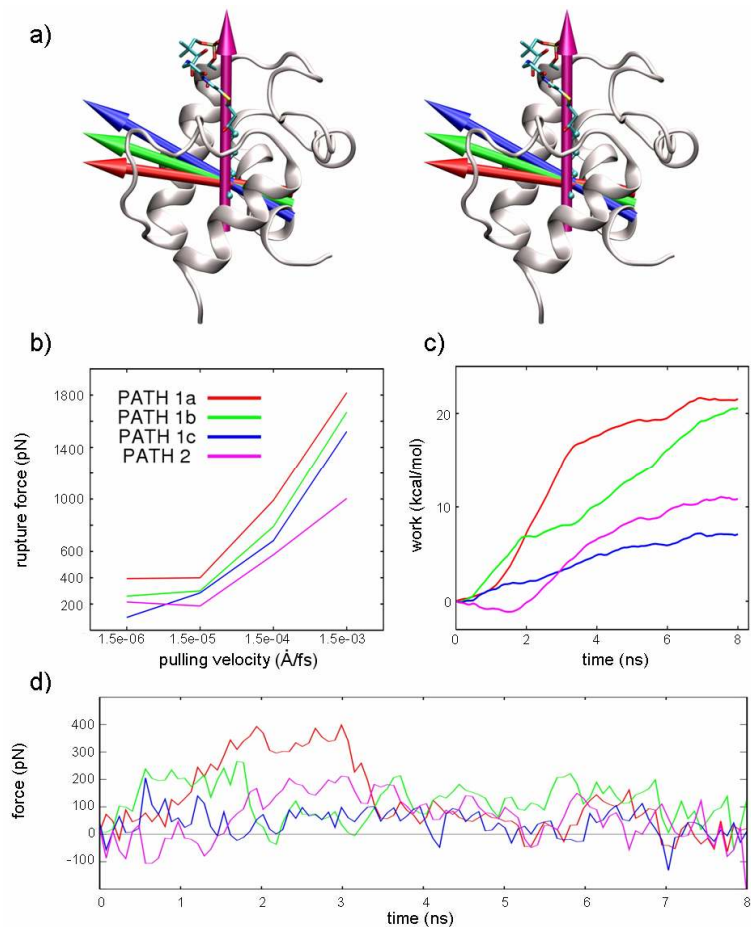 a)
b)
c)
1800
1400
1000
800
600
400
200
rupture force (pN)
PATH 1a
PATH 1b
PATH 1c
PATH 2
1.5e-06
1.5e-05
1.5e-04
1.5e-03
pulling velocity (Å/fs)
20
10
0
work (kcal/mol)
0
2
4
6
8
time (ns)
d)
400
300
200
100
0
-100
force (pN)
0
1
2
3
4
5
6
7
8
time (ns)